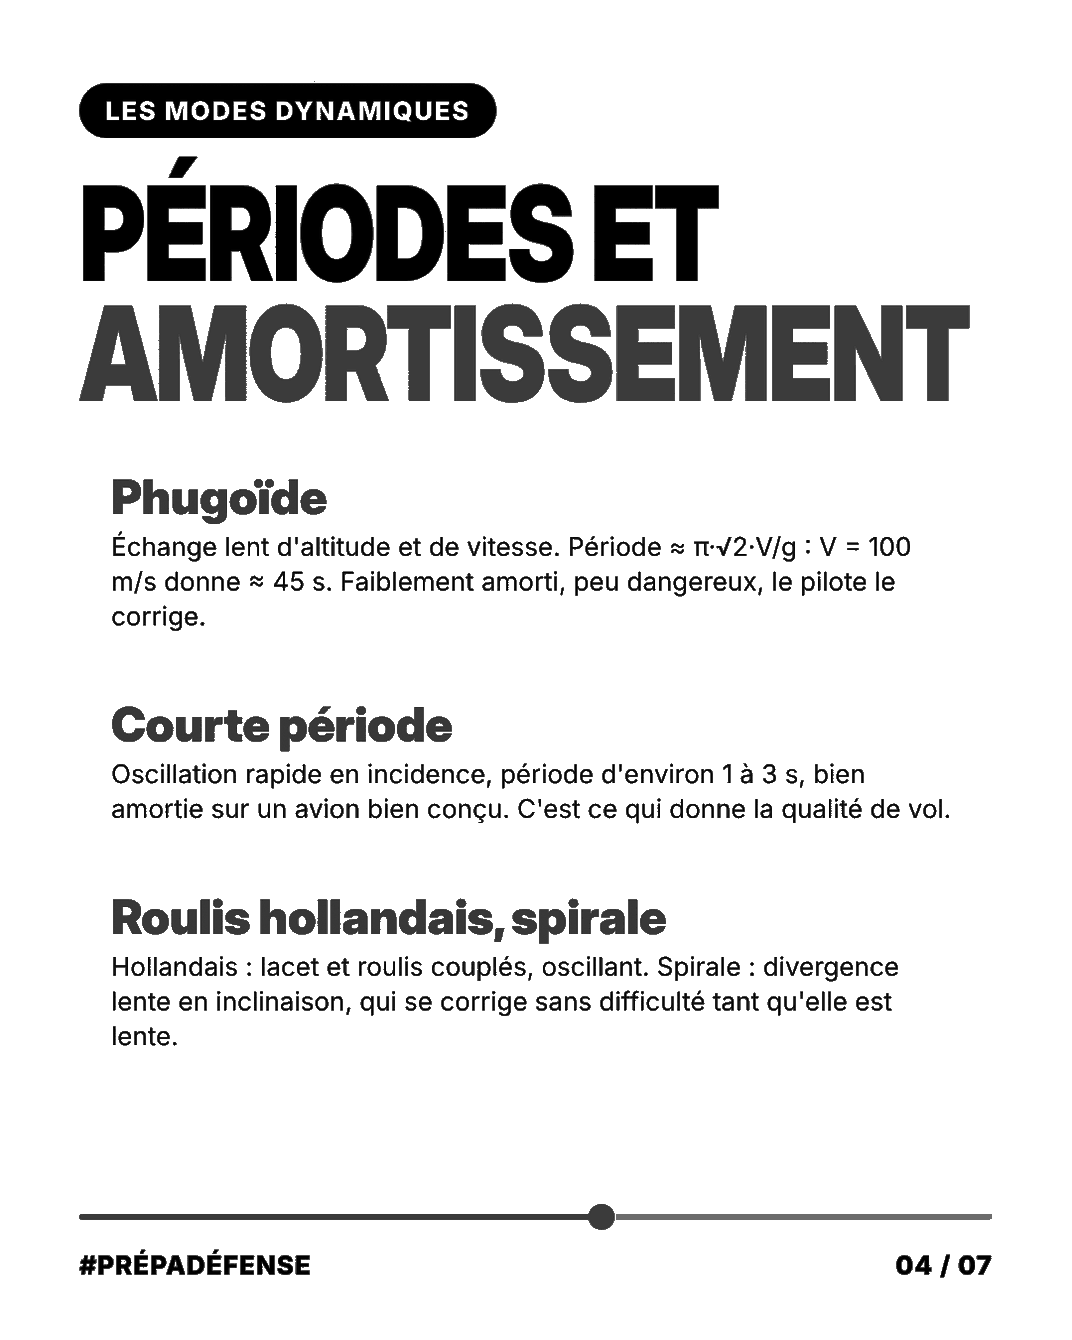 LES MODES DYNAMIQUES
PÉRIODES ET
AMORTISSEMENT
Phugoïde
Échange lent d'altitude et de vitesse. Période ≈ π·√2·V/g : V = 100
m/s donne ≈ 45 s. Faiblement amorti, peu dangereux, le pilote le
corrige.
Courte période
Oscillation rapide en incidence, période d'environ 1 à 3 s, bien
amortie sur un avion bien conçu. C'est ce qui donne la qualité de vol.
Roulis hollandais, spirale
Hollandais : lacet et roulis couplés, oscillant. Spirale : divergence
lente en inclinaison, qui se corrige sans difficulté tant qu'elle est
lente.
#PRÉPADÉFENSE
04 / 07